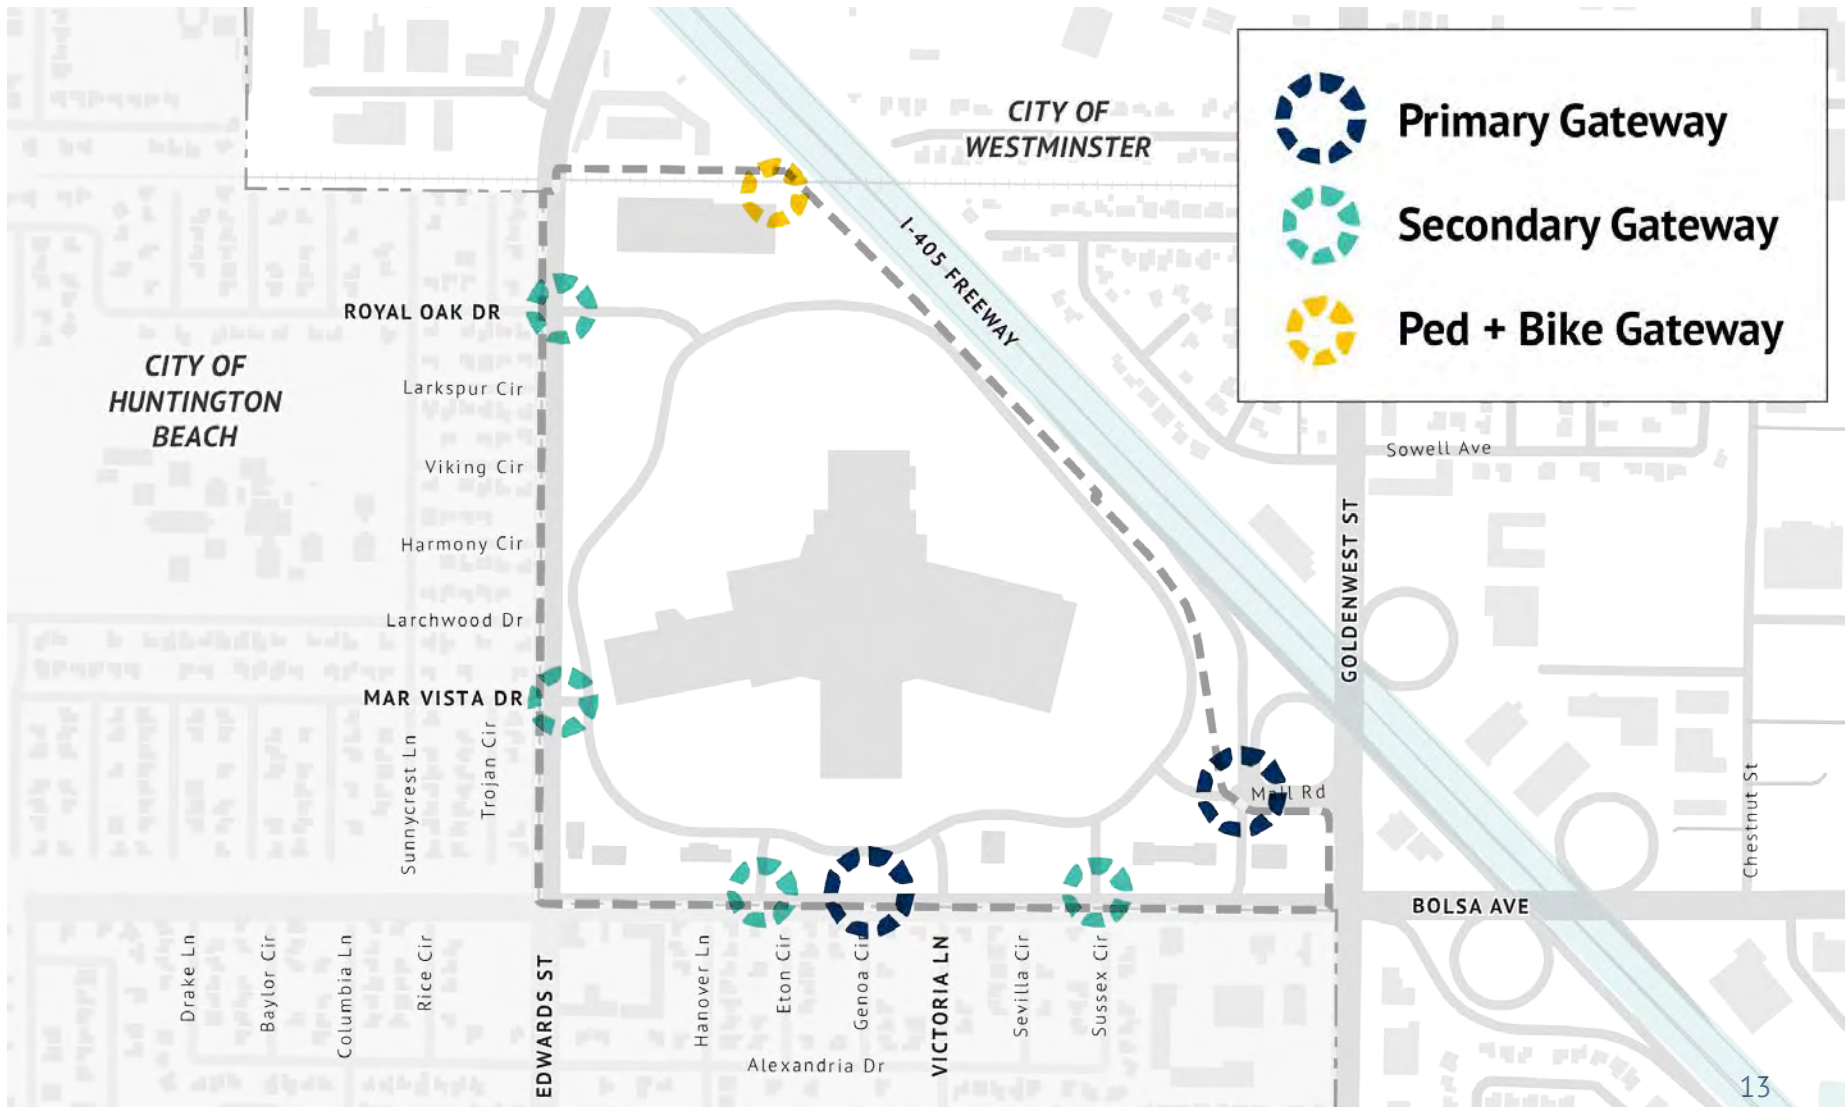 CITY OF
WESTMINSTER
Primary Gateway
Secondary Gateway
Ped + Bike Gateway
I-405 FREEWAY
ROYAL OAK DR
CITY OF
HUNTINGTON
BEACH
Larkspur Cir
Viking Cir
Harmony Cir
Larchwood Dr
MAR VISTA DR
Sunnycrest Ln
Trojan Cir
Sowell Ave
GOLDENWEST ST
Mall Rd
Chestnut St
BOLSA AVE
Drake Ln
Baylor Cir
Columbia Ln
Rice Cir
EDWARDS ST
Hanover Ln
Eton Cir
Genoa Cir
VICTORIA LN
Sevilla Cir
Sussex Cir
Alexandria Dr
13